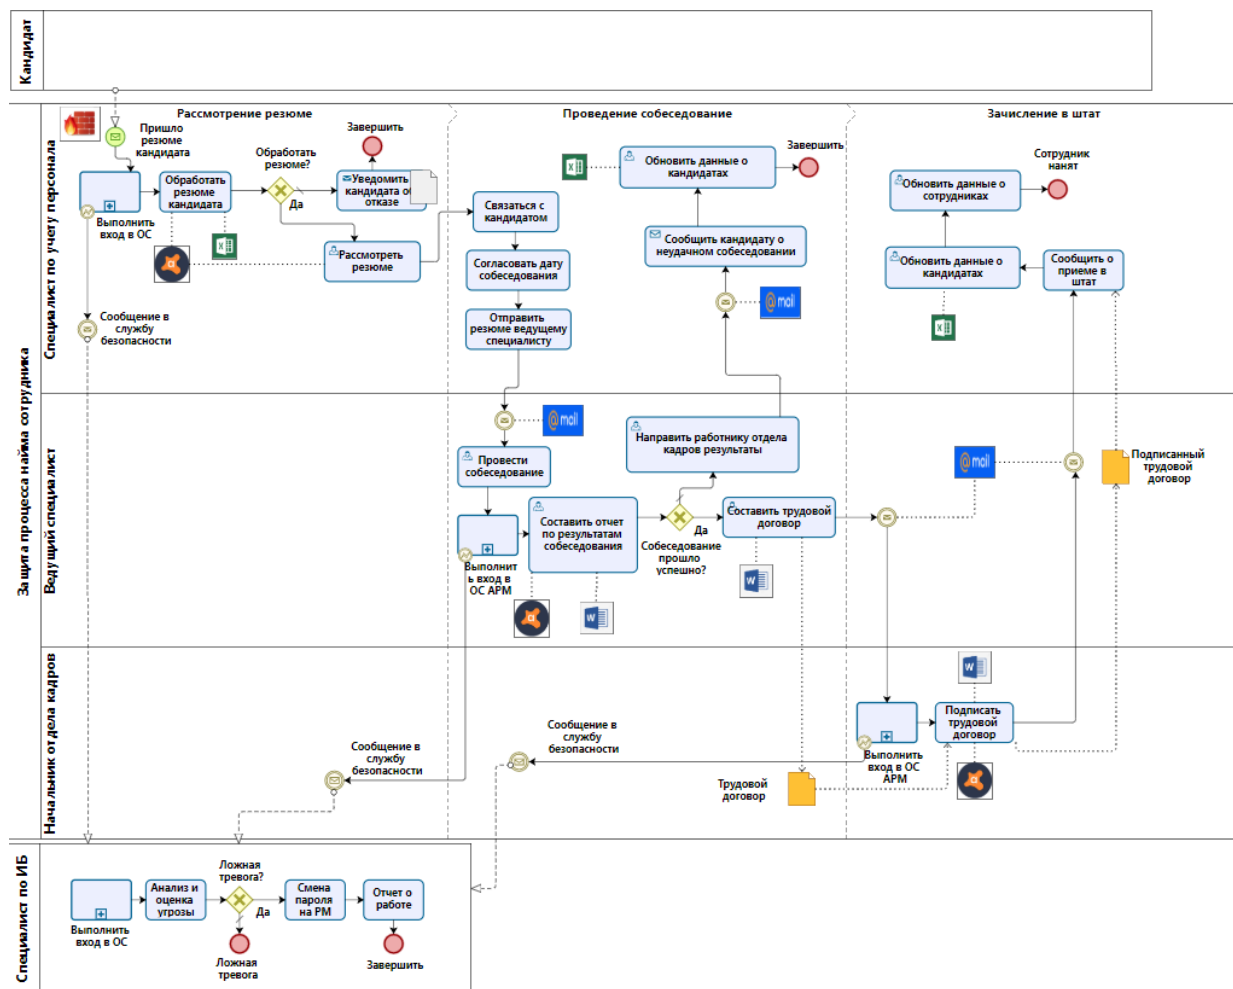 Кандидат
Защита процесса найма сотрудника
Специалист по учету персонала
Рассмотрение резюме
Проведение собеседование
Зачисление в штат
Пришло
резюме
кандидата
Выполнить
вход в ОС
Обработать
резюме
кандидата
Обработать
резюме?
Да
Завершить
Уведомить
кандидата об
отказе
Рассмотреть
резюме
Сообщение в
службу
безопасности
Связаться с
кандидатом
Согласовать дату
собеседования
Отправить
резюме ведущему
специалисту
Обновить данные о
кандидатах
Завершить
Сообщить кандидату о
неудачном собеседовании
@mail
Обновить данные о
сотрудниках
Сотрудник
нанят
Обновить данные о
кандидатах
Сообщить о
приеме в
штат
Ведущий специалист
@mail
Провести
собеседование
Выполнит
ь вход в
ОС АРМ
Составить отчет
по результатам
собеседования
Направить работнику отдела
кадров результаты
Да
Собеседование
прошло
успешно?
Составить трудовой
договор
@mail
Подписанный
трудовой
договор
Начальник отдела кадров
Сообщение в
службу
безопасности
Сообщение в
службу
безопасности
Трудовой
договор
Выполнить
вход в ОС
АРМ
Подписать
трудовой
договор
Специалист по ИБ
Выполнить
вход в ОС
Анализ и
оценка
угрозы
Ложная
тревога?
Да
Ложная
тревога
Смена
пароля
на РМ
Отчет о
работе
Завершить